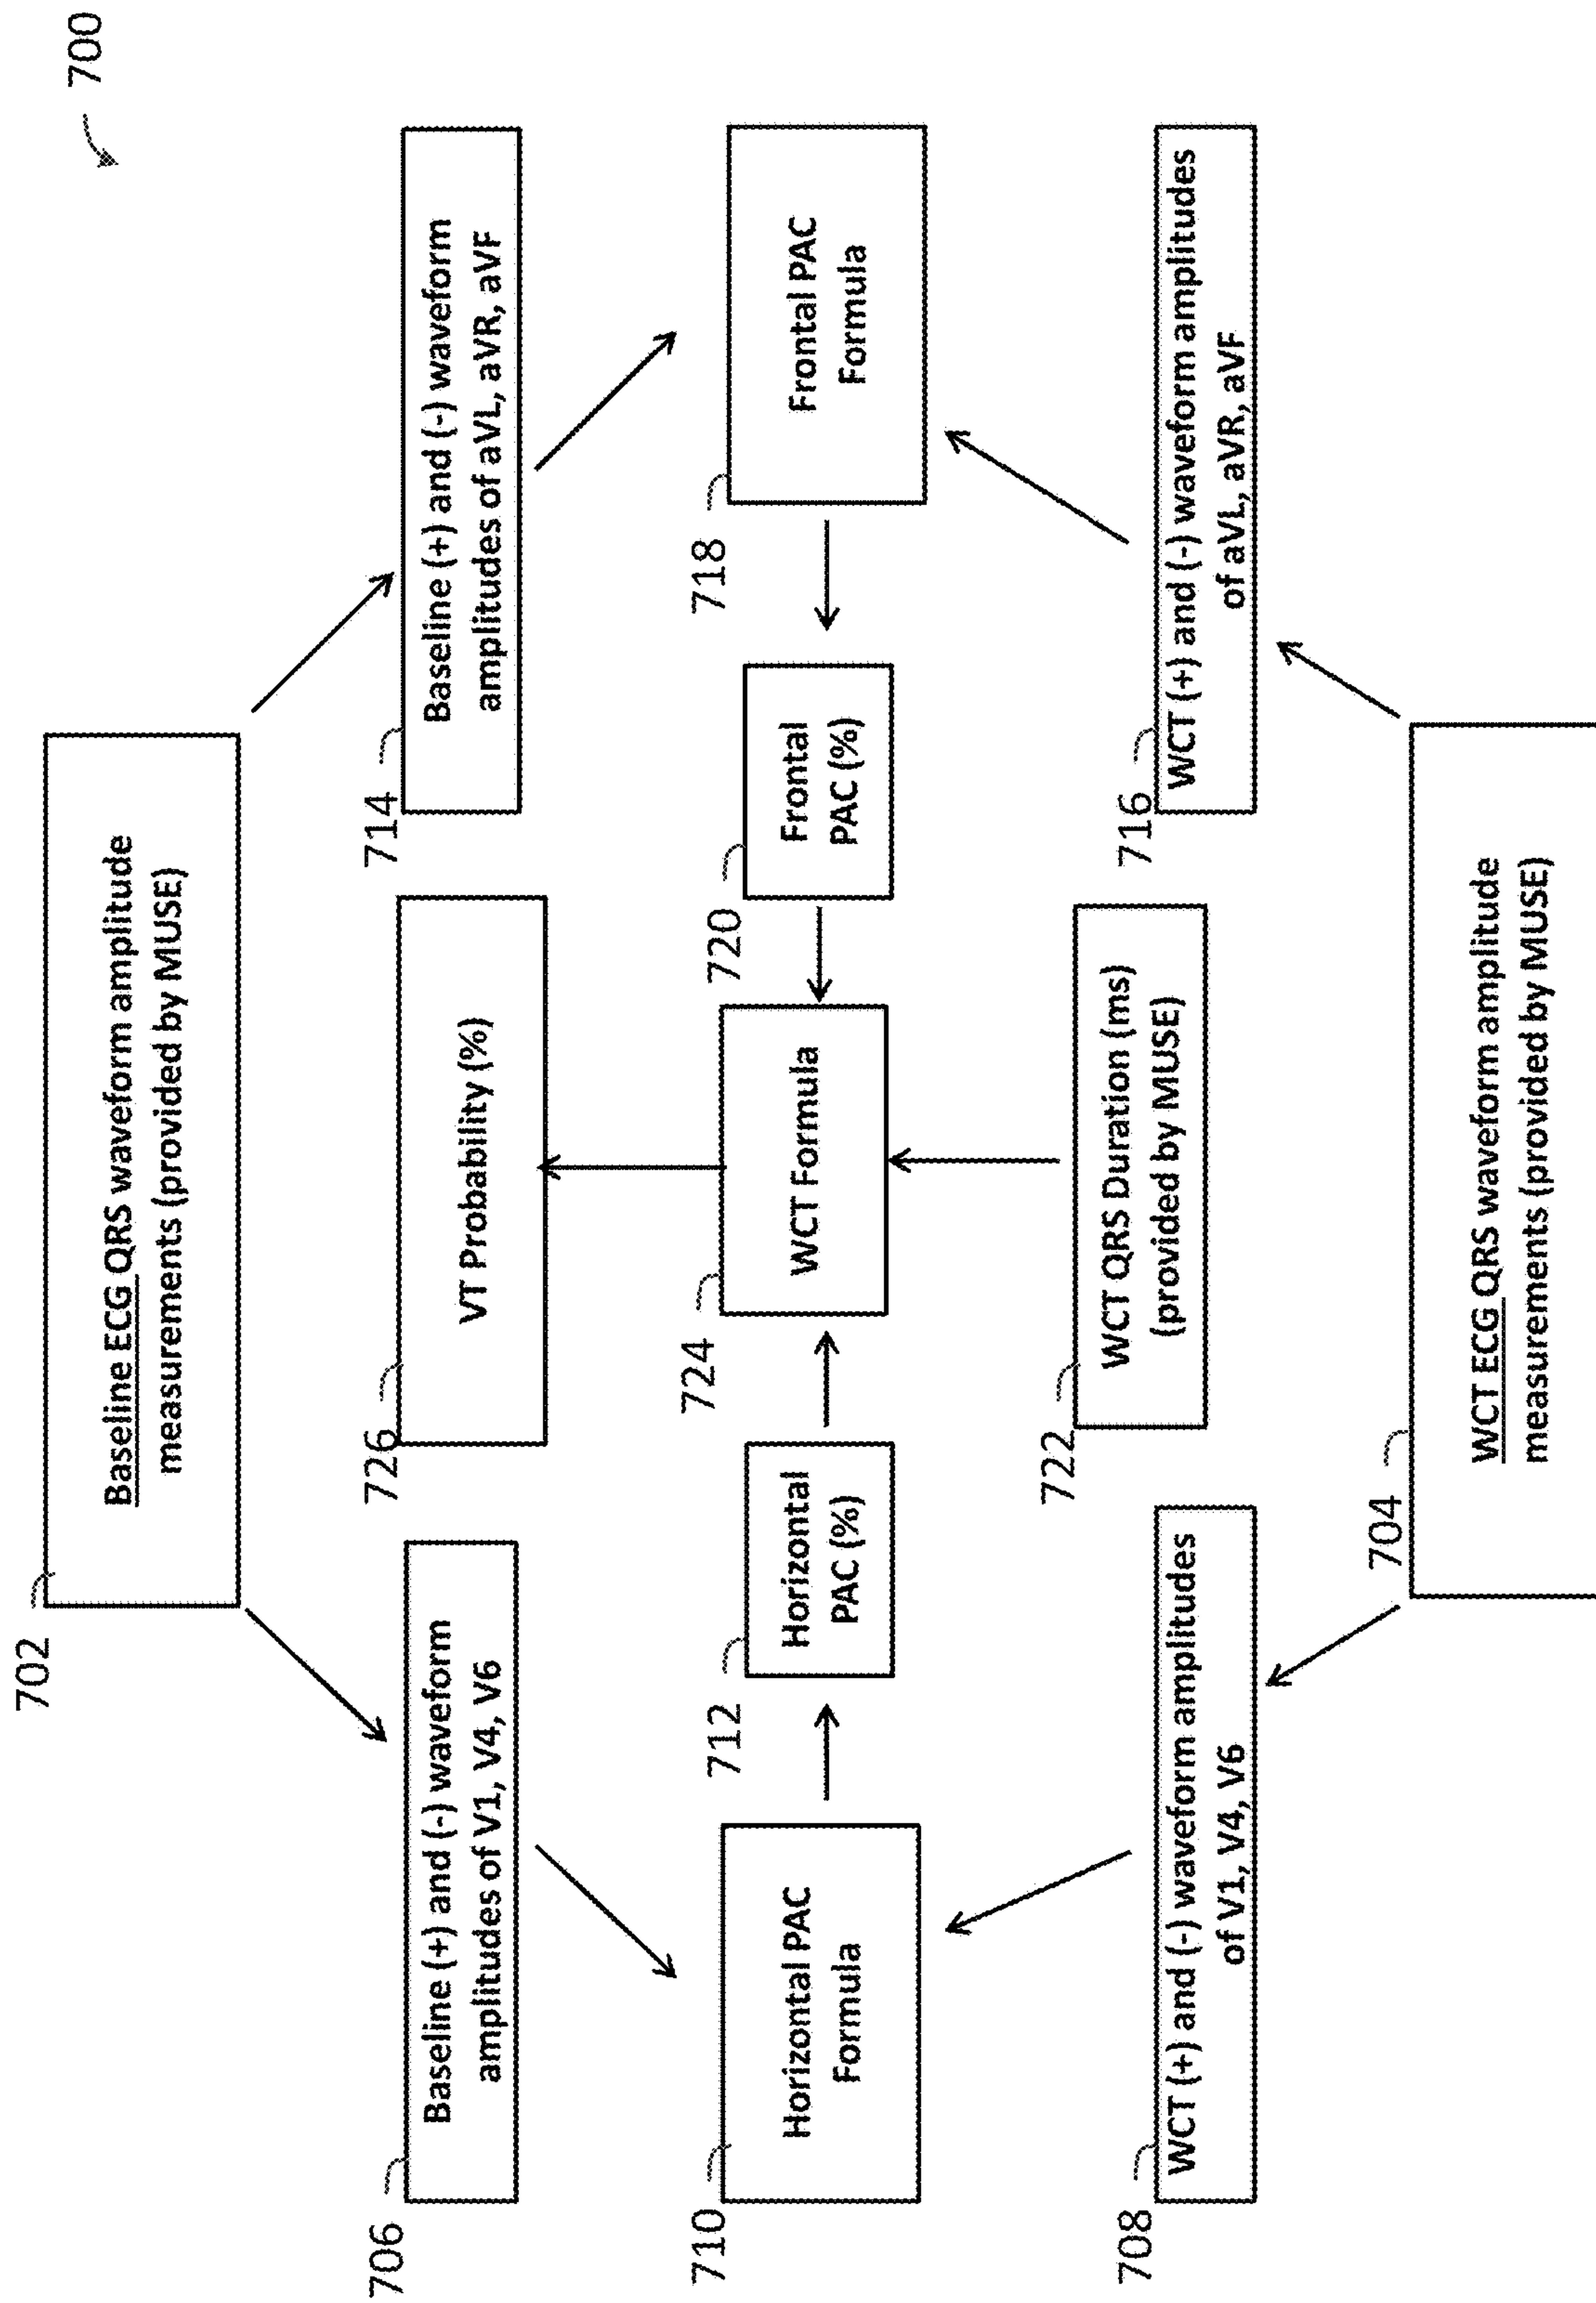 700
702
Baseline ECG QRS waveform amplitude
measurements (provided by MUSE)
706
Baseline (+) and (-) waveform
amplitudes of V1, V4, V6
726
VT Probability (%)
714
Baseline (+) and (-) waveform
amplitudes of aVL, aVR, aVF
710
Horizontal PAC
Formula
712
Horizontal
PAC (%)
724
WCT Formula
720
Frontal
PAC (%)
718
Frontal PAC
Formula
708
WCT (+) and (-) waveform amplitudes
of V1, V4, V6
722
WCT QRS Duration (ms)
(provided by MUSE)
716
WCT (+) and (-) waveform amplitudes
of aVL, aVR, aVF
704
WCT ECG QRS waveform amplitude
measurements (provided by MUSE)